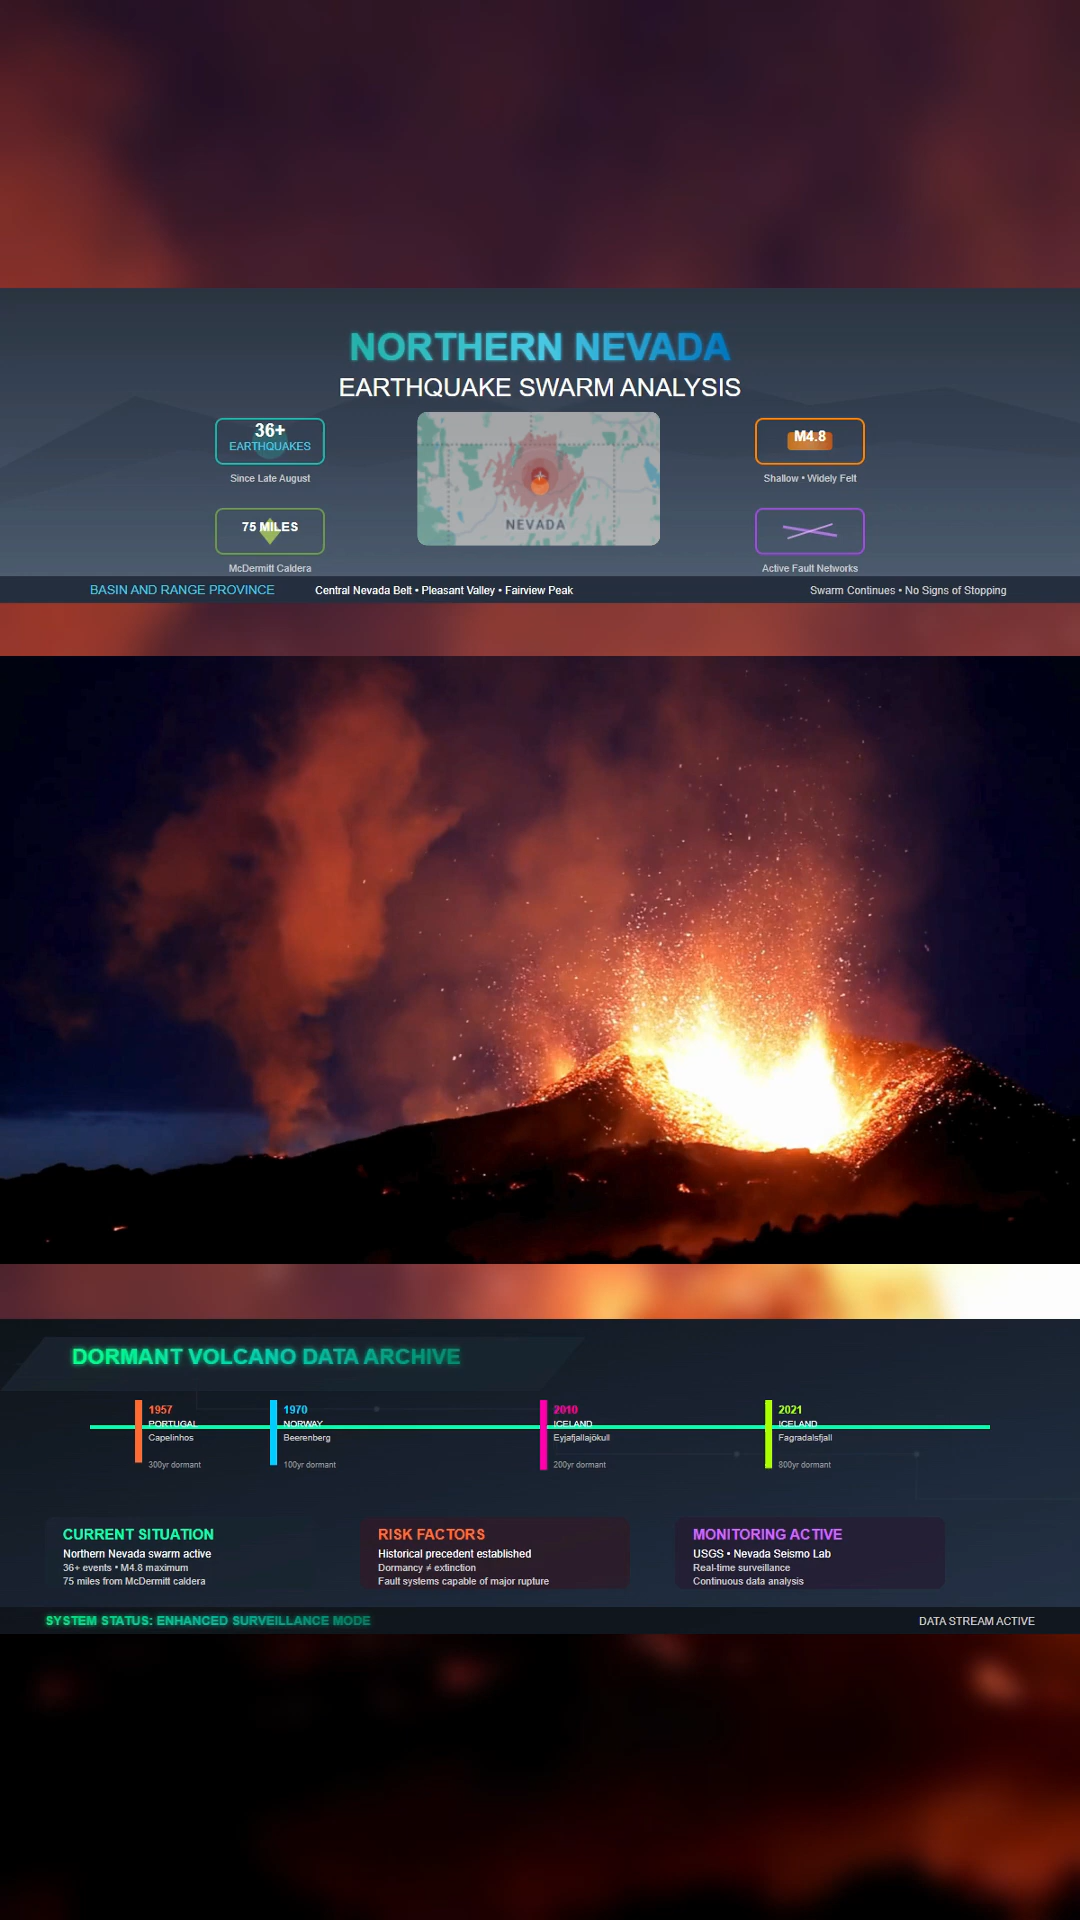 NORTHERN NEVADA
EARTHQUAKE SWARM ANALYSIS
36+
EARTHQUAKES
Since Late August
M4.8
Shallow • Widely Felt
NEVADA
75 MILES
McDermitt Caldera
Active Fault Networks
BASIN AND RANGE PROVINCE
Central Nevada Belt • Pleasant Valley • Fairview Peak
Swarm Continues • No Signs of Stopping
DORMANT VOLCANO DATA ARCHIVE
1957
PORTUGAL
Capelinhos
300yr dormant
1970
NORWAY
Beerenberg
100yr dormant
2010
ICELAND
Eyjafjallajökull
200yr dormant
2021
ICELAND
Fagradalsfjall
800yr dormant
CURRENT SITUATION
Northern Nevada swarm active
36+ events • M4.8 maximum
75 miles from McDermitt caldera
RISK FACTORS
Historical precedent established
Dormancy ≠ extinction
Fault systems capable of major rupture
MONITORING ACTIVE
USGS • Nevada Seismo Lab
Real-time surveillance
Continuous data analysis
SYSTEM STATUS: ENHANCED SURVEILLANCE MODE
DATA STREAM ACTIVE